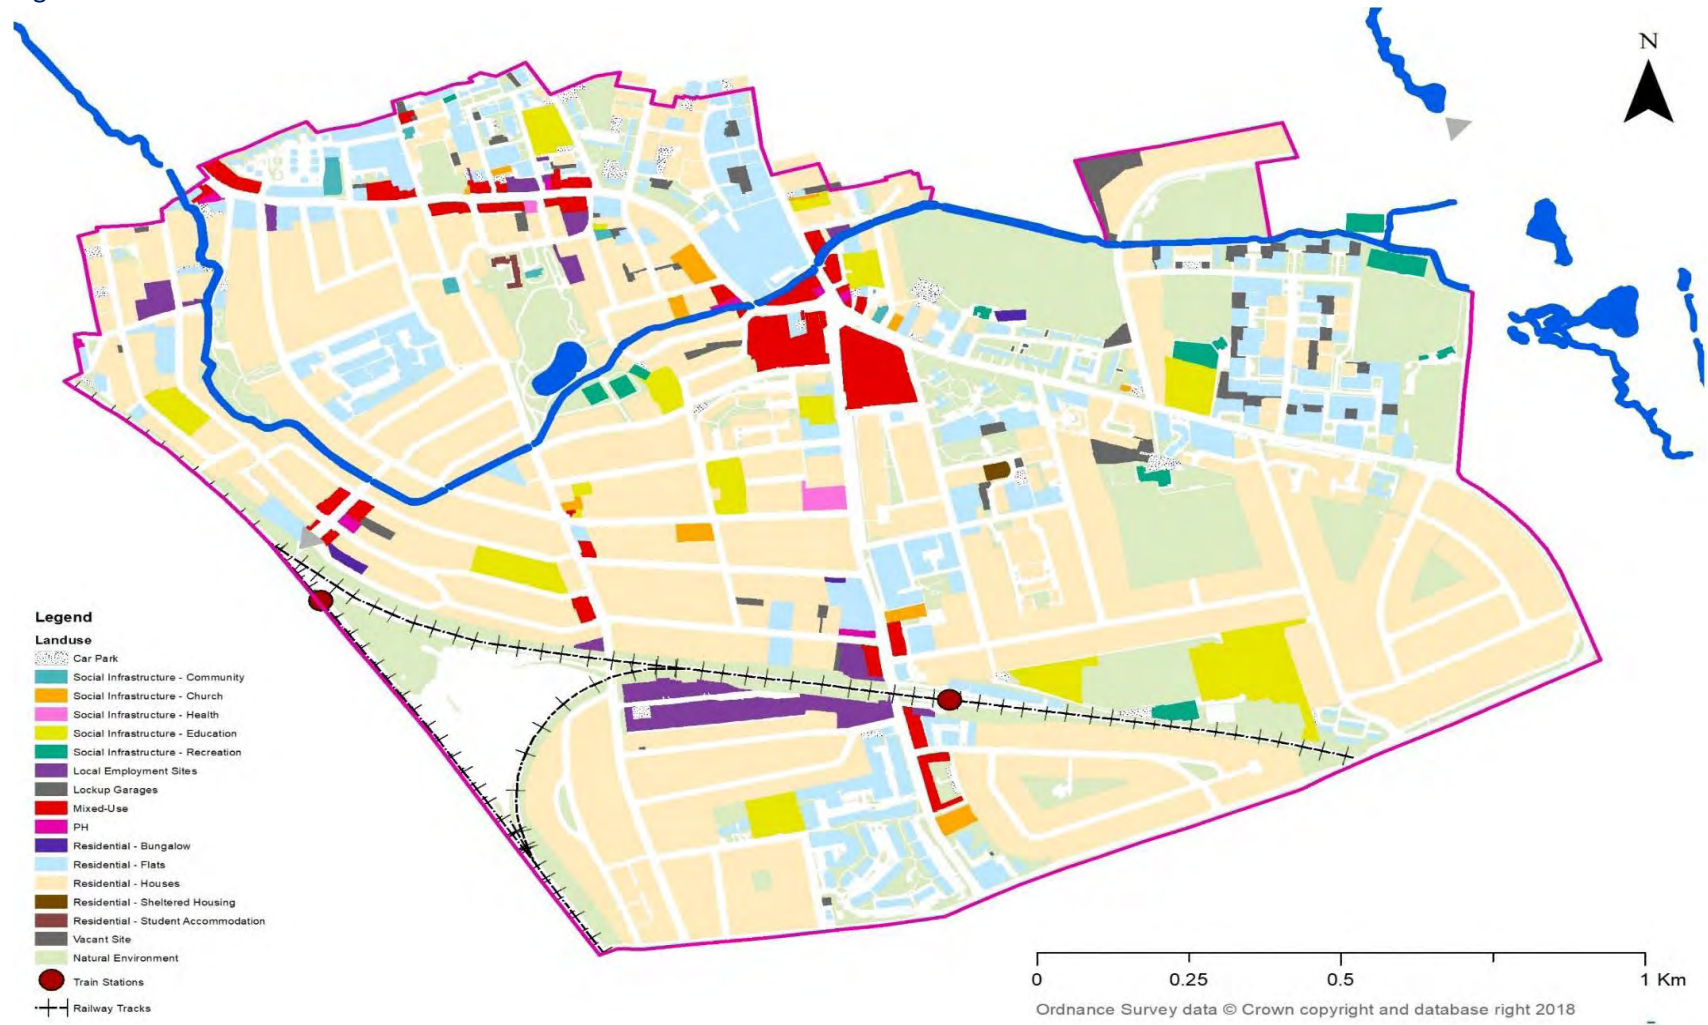 N
Legend
Landuse
Car Park
Social Infrastructure - Community
Social Infrastructure - Church
Social Infrastructure - Health
Social Infrastructure - Education
Social Infrastructure - Recreation
Local Employment Sites
Lockup Garages
Mixed-Use
PH
Residential - Bungalow
Residential - Flats
Residential - Houses
Residential - Sheltered Housing
Residential - Student Accommodation
Vacant Site
Natural Environment
Train Stations
Railway Tracks
0 0.25 0.5 1 Km
Ordnance Survey data © Crown copyright and database right 2018